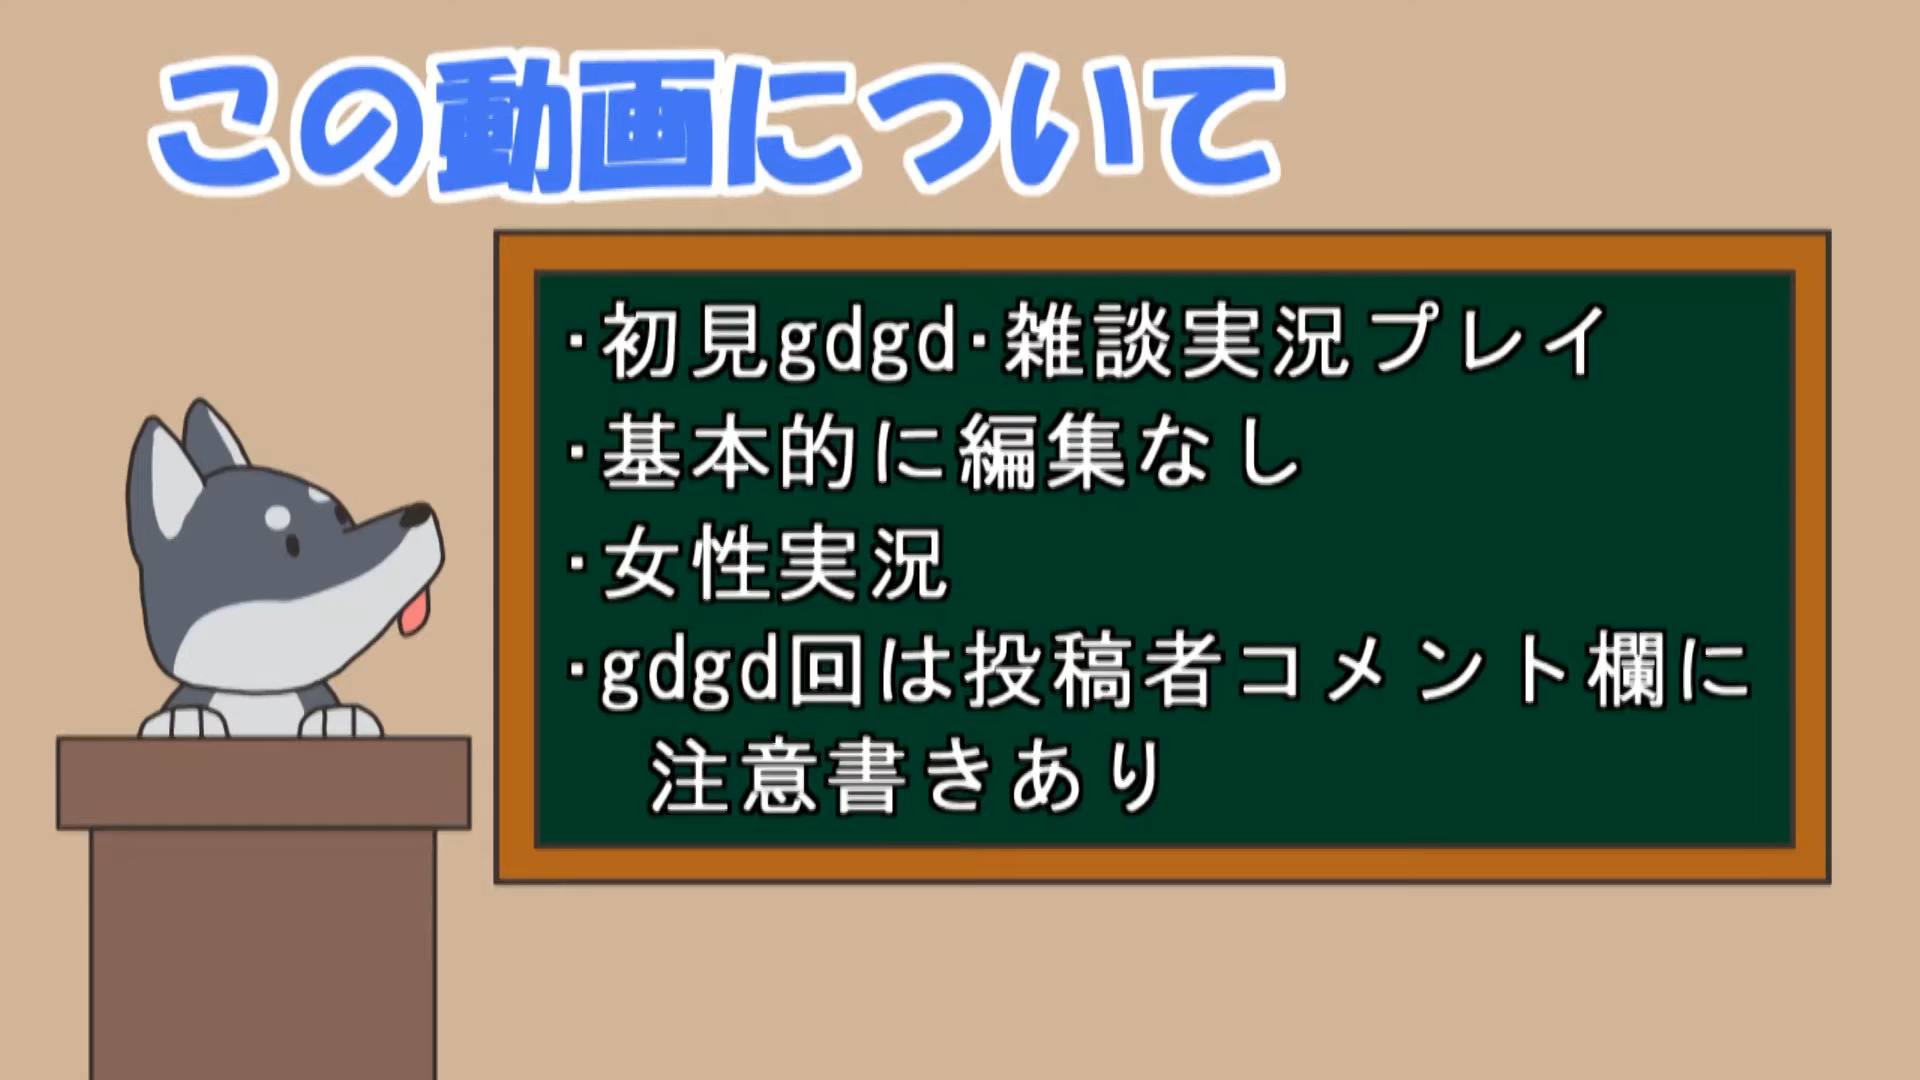 この動画について
・初見gdgd・雑談実況プレイ
・基本的に編集なし
・女性実況
・gdgd回は投稿者コメント欄に
注意書きあり